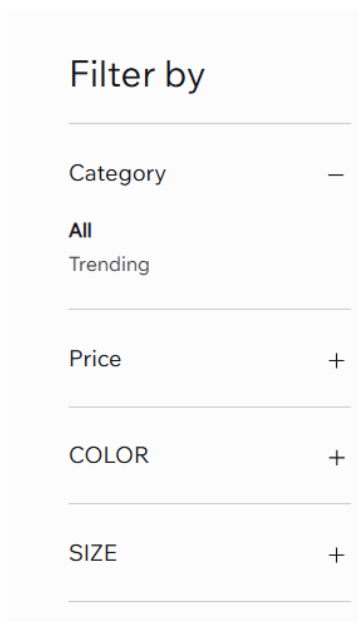 Filter by
Category −
All
Trending
Price +
COLOR +
SIZE +